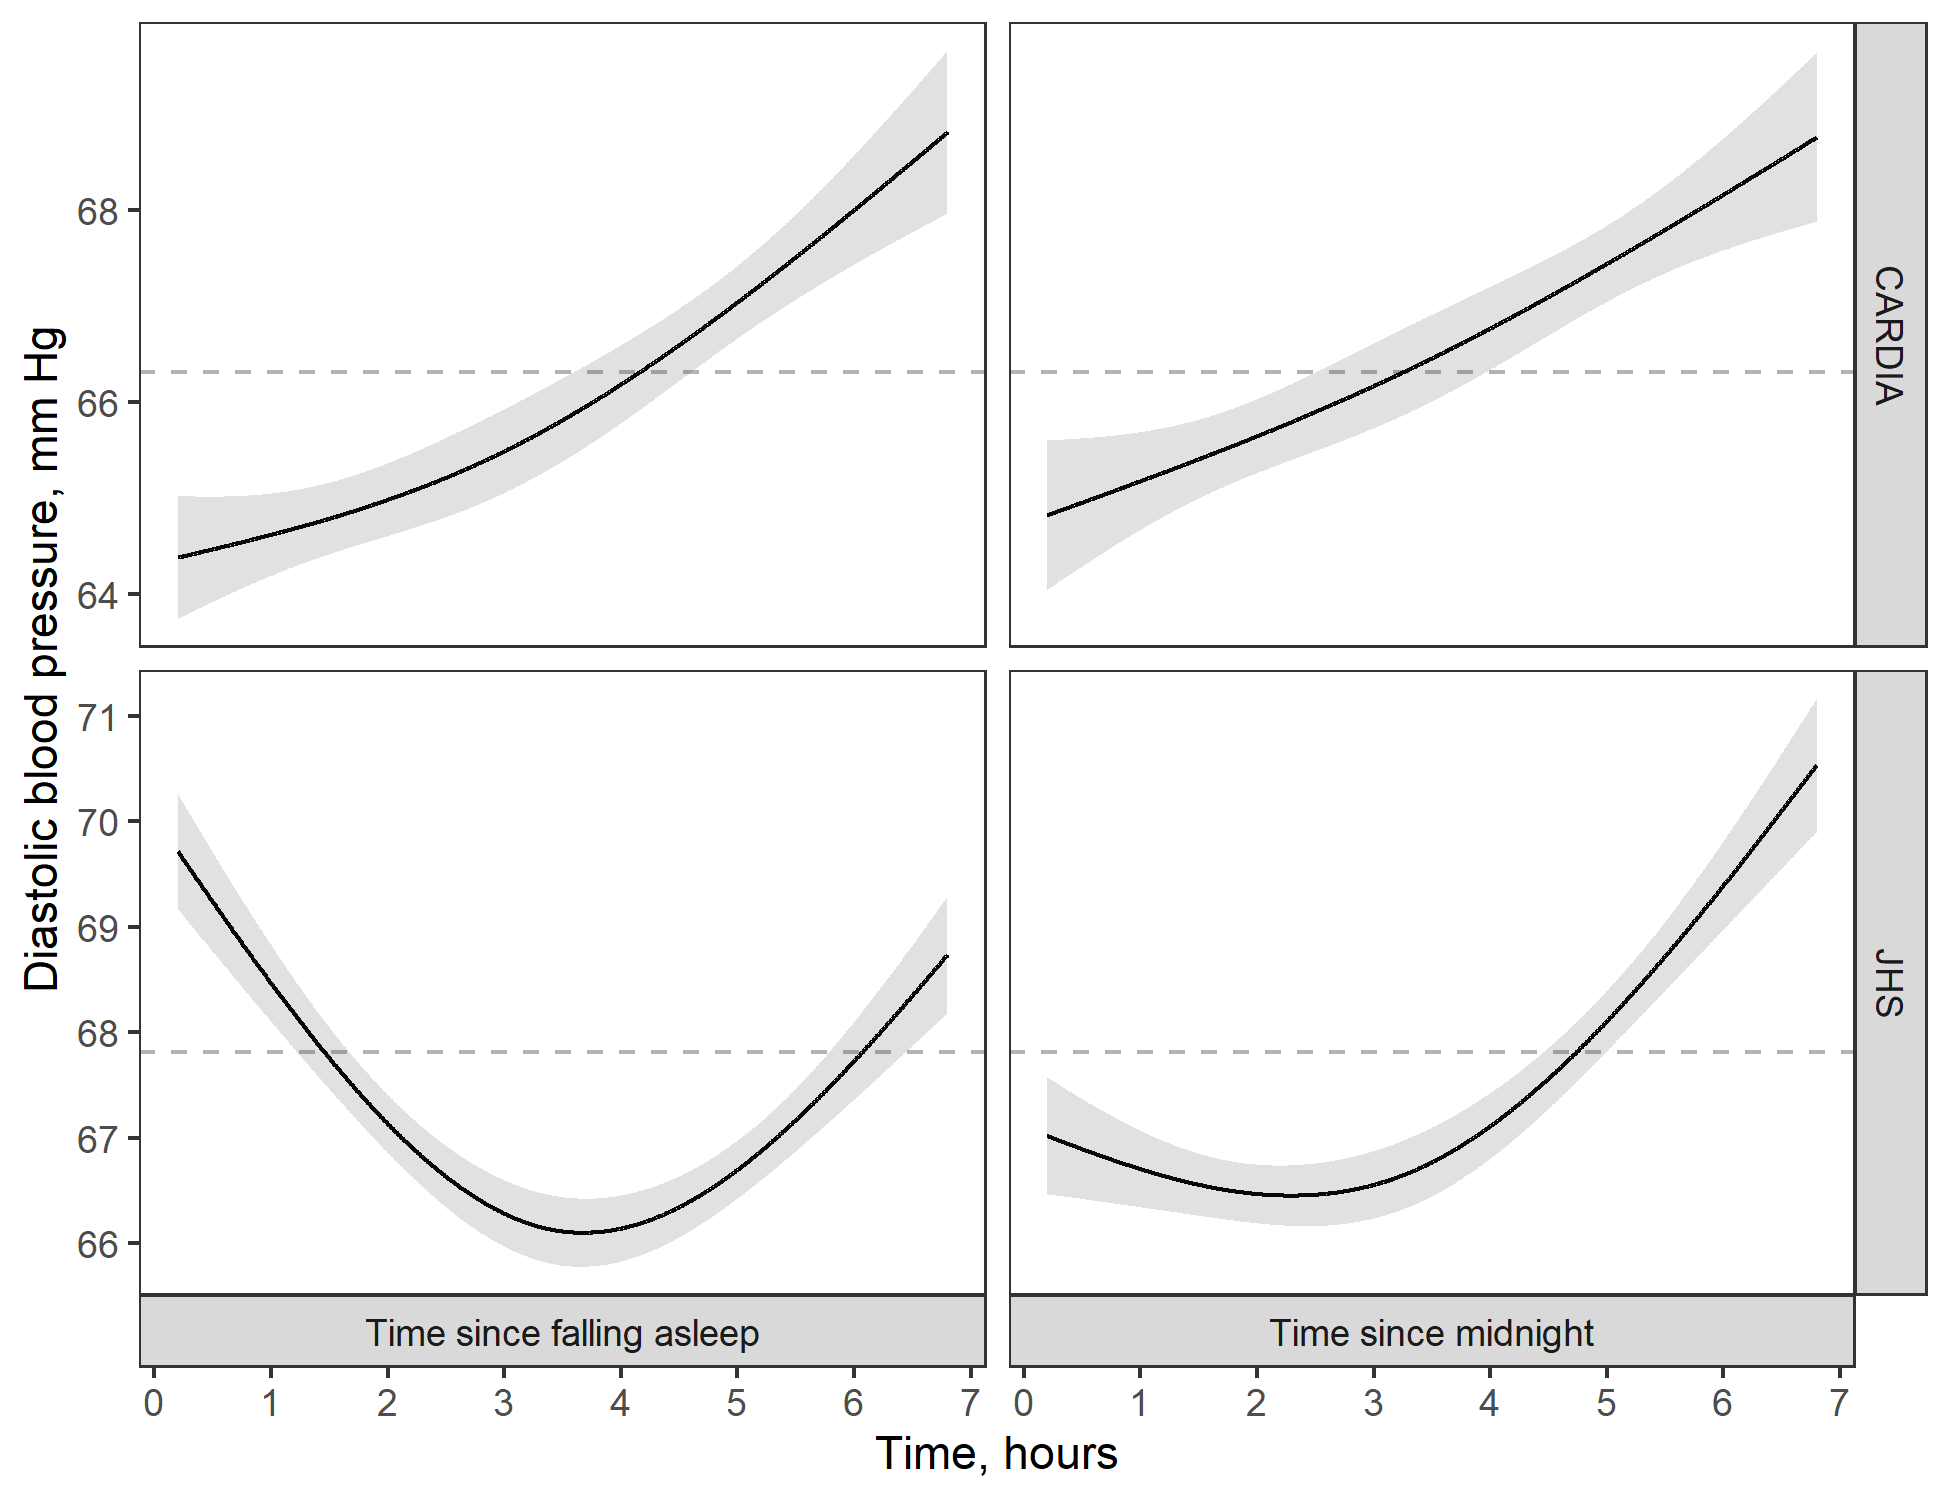 Diastolic blood pressure, mm Hg
68
66
64
CARDIA
71
70
69
68
67
66
JHS
Time since falling asleep
Time since midnight
0 1 2 3 4 5 6 7
0 1 2 3 4 5 6 7
Time, hours